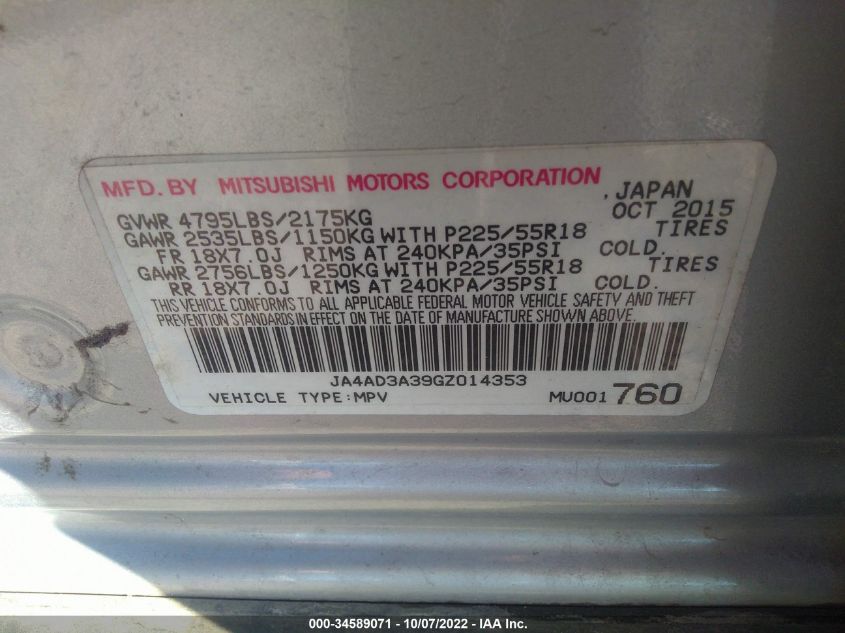 MFD. BY MITSUBISHI MOTORS CORPORATION , JAPAN
GVWR 4795LBS/2175KG OCT 2015
GAWR 2535LBS/1150KG WITH P225/55R18 TIRES
FR 18X7.0J RIMS AT 240KPA/35PSI COLD.
GAWR 2756LBS/1250KG WITH P225/55R18 TIRES
RR 18X7.0J RIMS AT 240KPA/35PSI COLD.
THIS VEHICLE CONFORMS TO ALL APPLICABLE FEDERAL MOTOR VEHICLE SAFETY AND THEFT
PREVENTION STANDARDS IN EFFECT ON THE DATE OF MANUFACTURE SHOWN ABOVE.
JA4AD3A39GZ014353
VEHICLE TYPE:MPV MU001 760
000-34589071 - 10/07/2022 - IAA Inc.